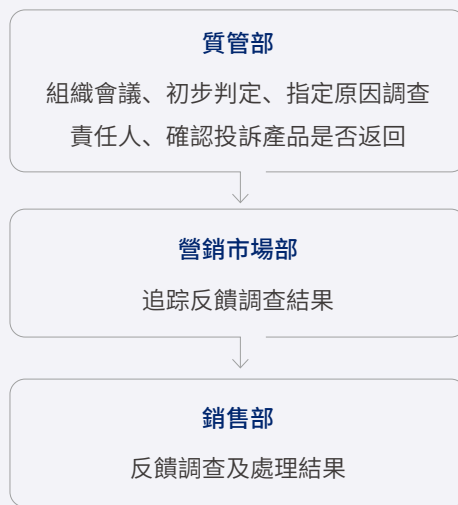 質管部
組織會議、初步判定、指定原因調查
責任人、確認投訴產品是否返回
營銷市場部
追踪反饋調查結果
銷售部
反饋調查及處理結果